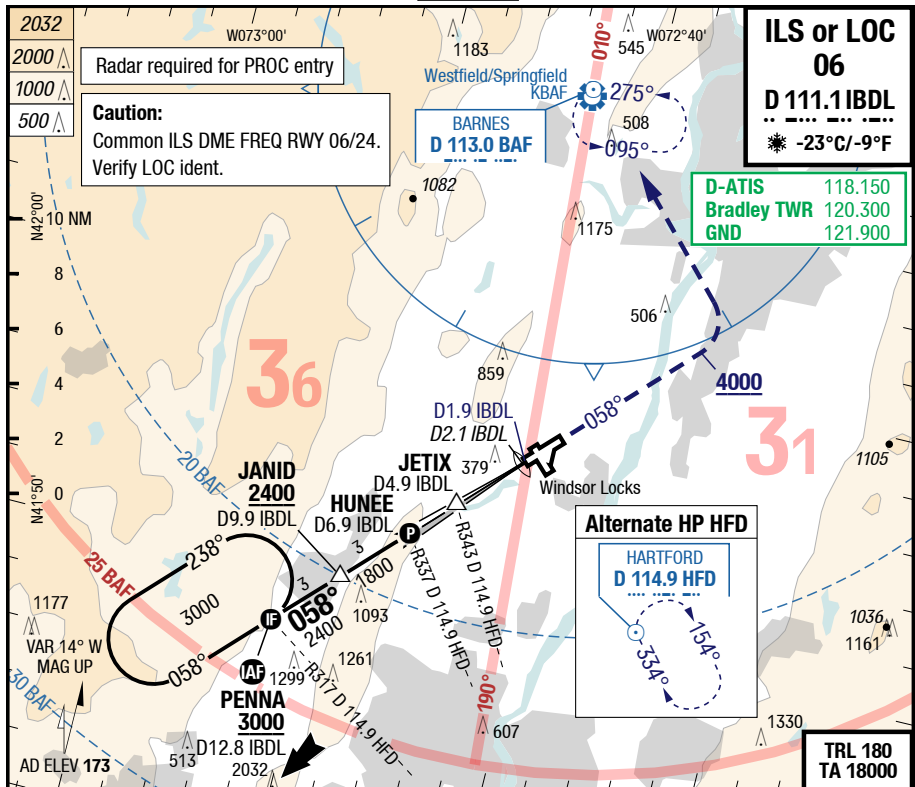 2032
2000
1000
500
W073°00'
1183
545
W072°40'
010°
Radar required for PROC entry
Caution:
Common ILS DME FREQ RWY 06/24.
Verify LOC ident.
Westfield/Springfield
KBAF
275°
508
095°
BARNES
D 113.0 BAF
ILS or LOC
06
D 111.1 IBDL
-23°C/-9°F
D-ATIS 118.150
Bradley TWR 120.300
GND 121.900
1082
N42°00'
10 NM
8
6
4
2
0
N41°50'
1175
506
859
36
31
4000
058°
D1.9 IBDL
D2.1 IBDL
379
Windsor Locks
1105
20 BAF
JANID
2400
D9.9 IBDL
JETIX
D4.9 IBDL
HUNEE
D6.9 IBDL
P
3
1800
3
058°
2400
1093
238°
3000
058°
25 BAF
IF
IAF
PENNA
3000
D12.8 IBDL
1299
1261
R317 D 114.9 HFD
R337 D 114.9 HFD
R343 D 114.9 HFD
190°
607
1177
VAR 14° W
MAG UP
30 BAF
AD ELEV 173
513
2032
Alternate HP HFD
HARTFORD
D 114.9 HFD
154°
334°
1036
1161
1330
TRL 180
TA 18000